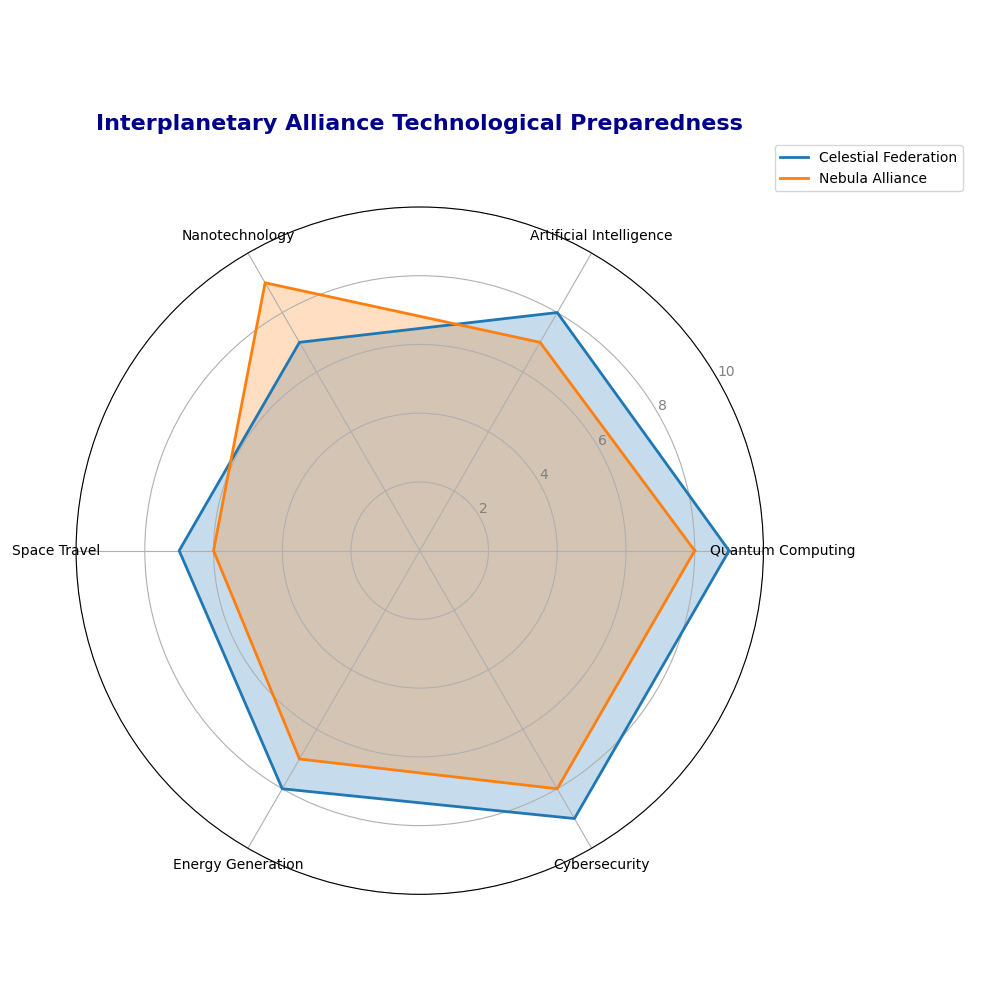 Interplanetary Alliance Technological Preparedness
Celestial Federation
Nebula Alliance
Nanotechnology
Artificial Intelligence
10
8
6
4
2
Space Travel
Quantum Computing
Energy Generation
Cybersecurity